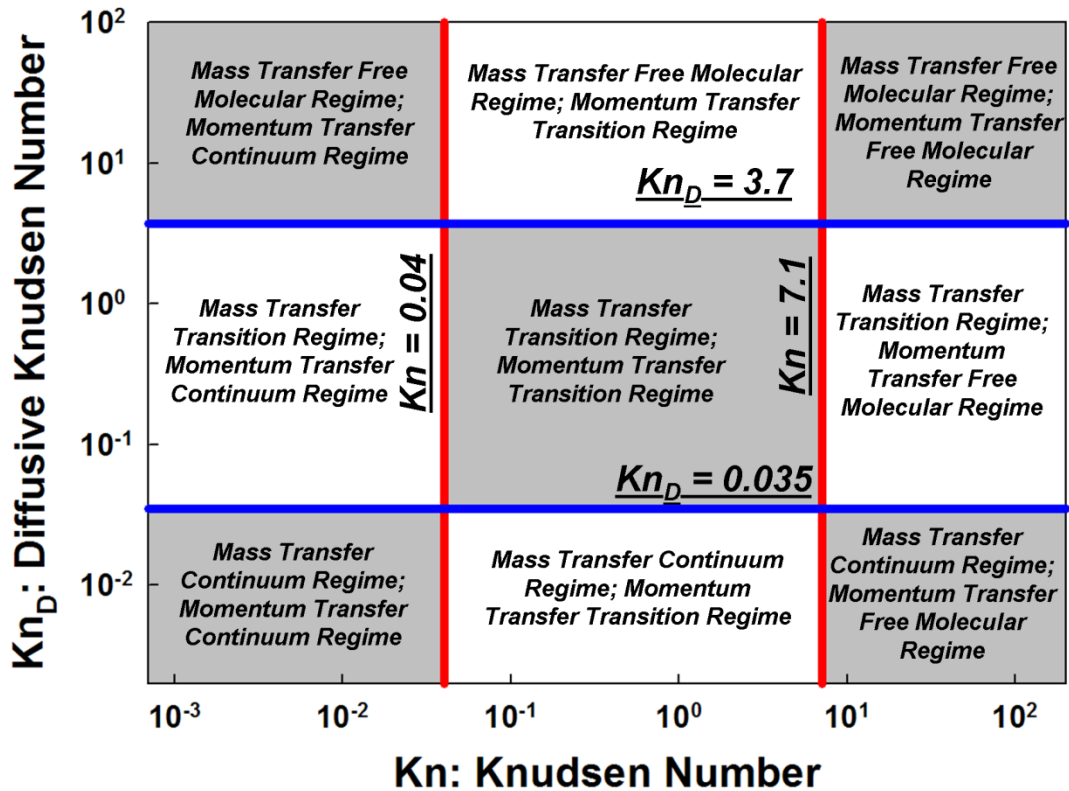 10²
Mass Transfer Free
Molecular Regime;
Momentum Transfer
Continuum Regime
Mass Transfer Free Molecular
Regime; Momentum Transfer
Transition Regime
Mass Transfer Free
Molecular Regime;
Momentum Transfer
Free Molecular
Regime
10¹
Kn_D = 3.7
10⁰
Mass Transfer
Transition Regime;
Momentum Transfer
Continuum Regime
Kn = 0.04
Mass Transfer
Transition Regime;
Momentum Transfer
Transition Regime
Kn = 7.1
Mass Transfer
Transition Regime;
Momentum
Transfer Free
Molecular Regime
10⁻¹
Kn_D = 0.035
10⁻²
Mass Transfer
Continuum Regime;
Momentum Transfer
Continuum Regime
Mass Transfer Continuum
Regime; Momentum
Transfer Transition Regime
Mass Transfer
Continuum Regime;
Momentum Transfer
Free Molecular
Regime
Kn_D: Diffusive Knudsen Number
10⁻³ 10⁻² 10⁻¹ 10⁰ 10¹ 10²
Kn: Knudsen Number